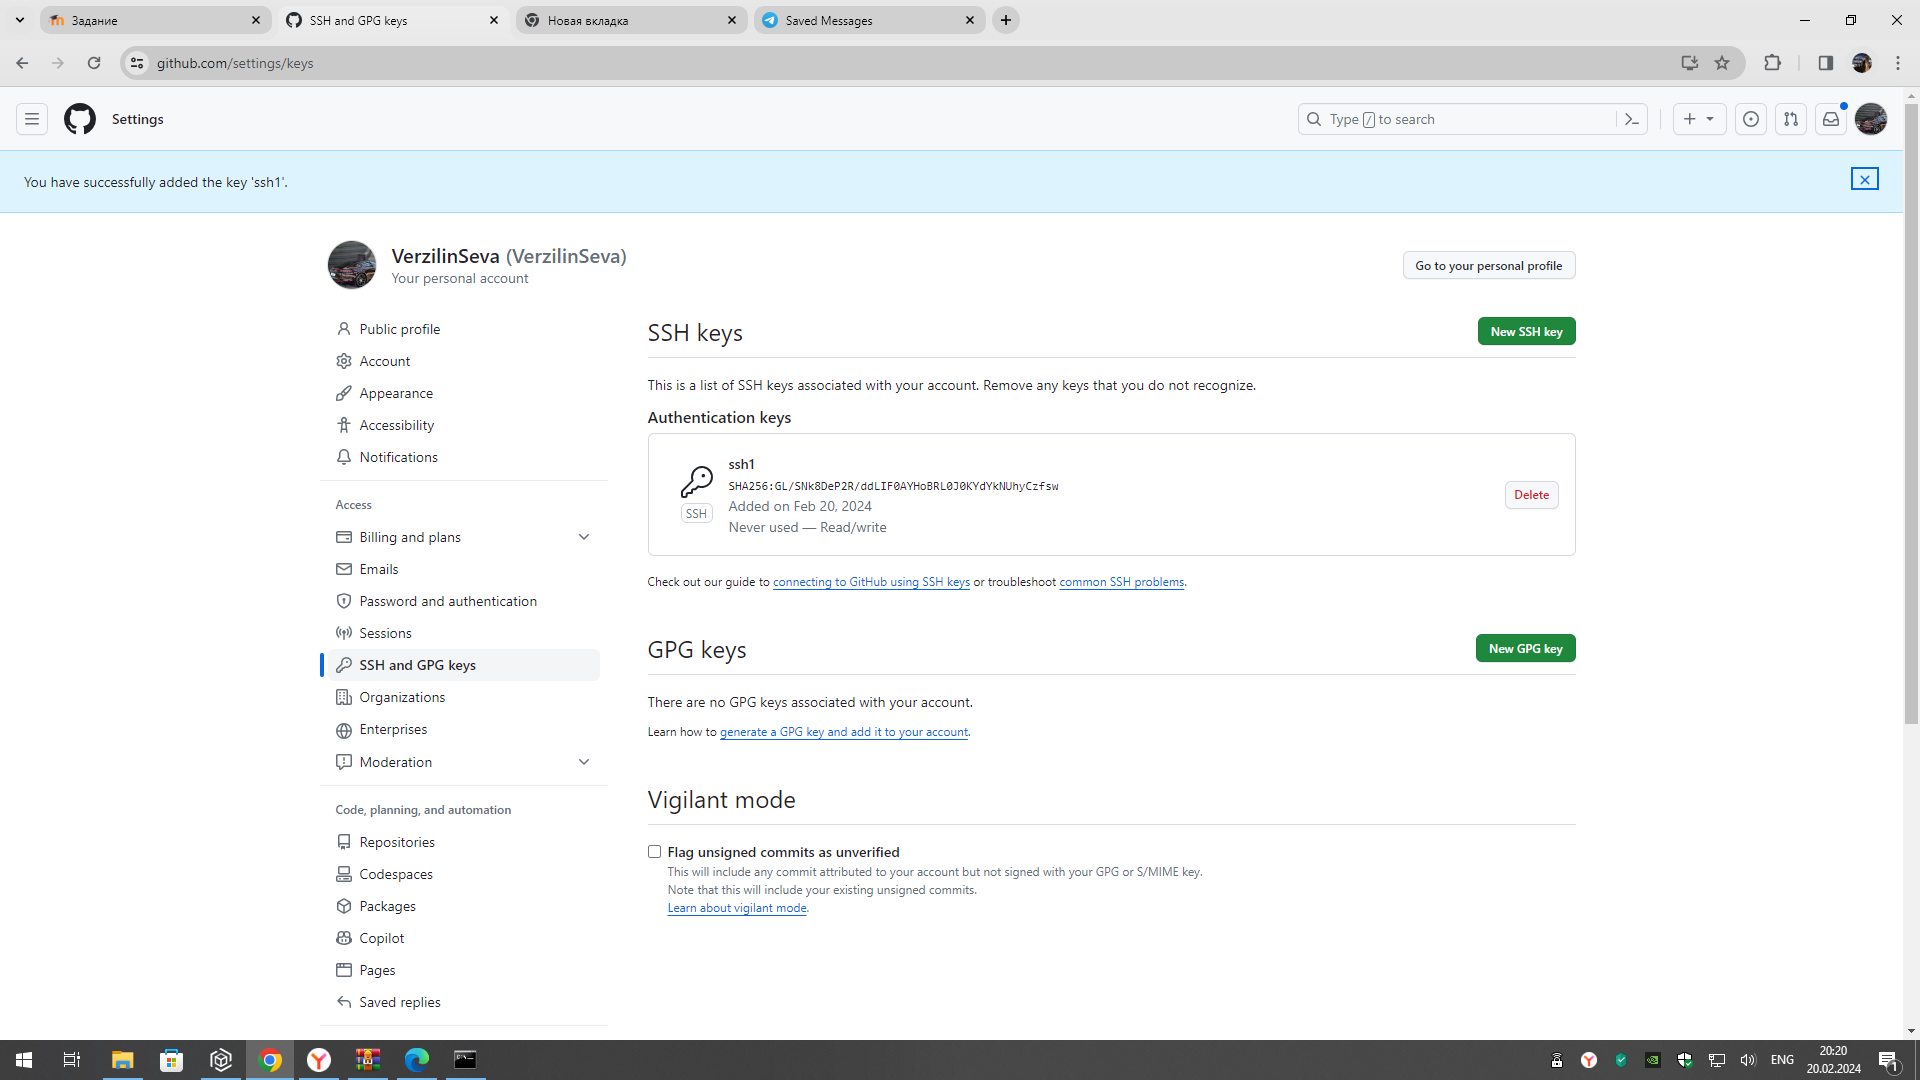 Задание
SSH and GPG keys
Новая вкладка
Saved Messages
github.com/settings/keys
Settings
Type / to search
You have successfully added the key 'ssh1'.
VerzilinSeva (VerzilinSeva)
Your personal account
Go to your personal profile
Public profile
Account
Appearance
Accessibility
Notifications
Access
Billing and plans
Emails
Password and authentication
Sessions
SSH and GPG keys
Organizations
Enterprises
Moderation
Code, planning, and automation
Repositories
Codespaces
Packages
Copilot
Pages
Saved replies
SSH keys
New SSH key
This is a list of SSH keys associated with your account. Remove any keys that you do not recognize.
Authentication keys
ssh1
SHA256:GL/SNk8DeP2R/ddLIF0AYHoBRL0J0KYdYkNUhyCzfsw
Added on Feb 20, 2024
Never used — Read/write
SSH
Delete
Check out our guide to connecting to GitHub using SSH keys or troubleshoot common SSH problems.
GPG keys
New GPG key
There are no GPG keys associated with your account.
Learn how to generate a GPG key and add it to your account.
Vigilant mode
Flag unsigned commits as unverified
This will include any commit attributed to your account but not signed with your GPG or S/MIME key.
Note that this will include your existing unsigned commits.
Learn about vigilant mode.
ENG
20:20
20.02.2024
1